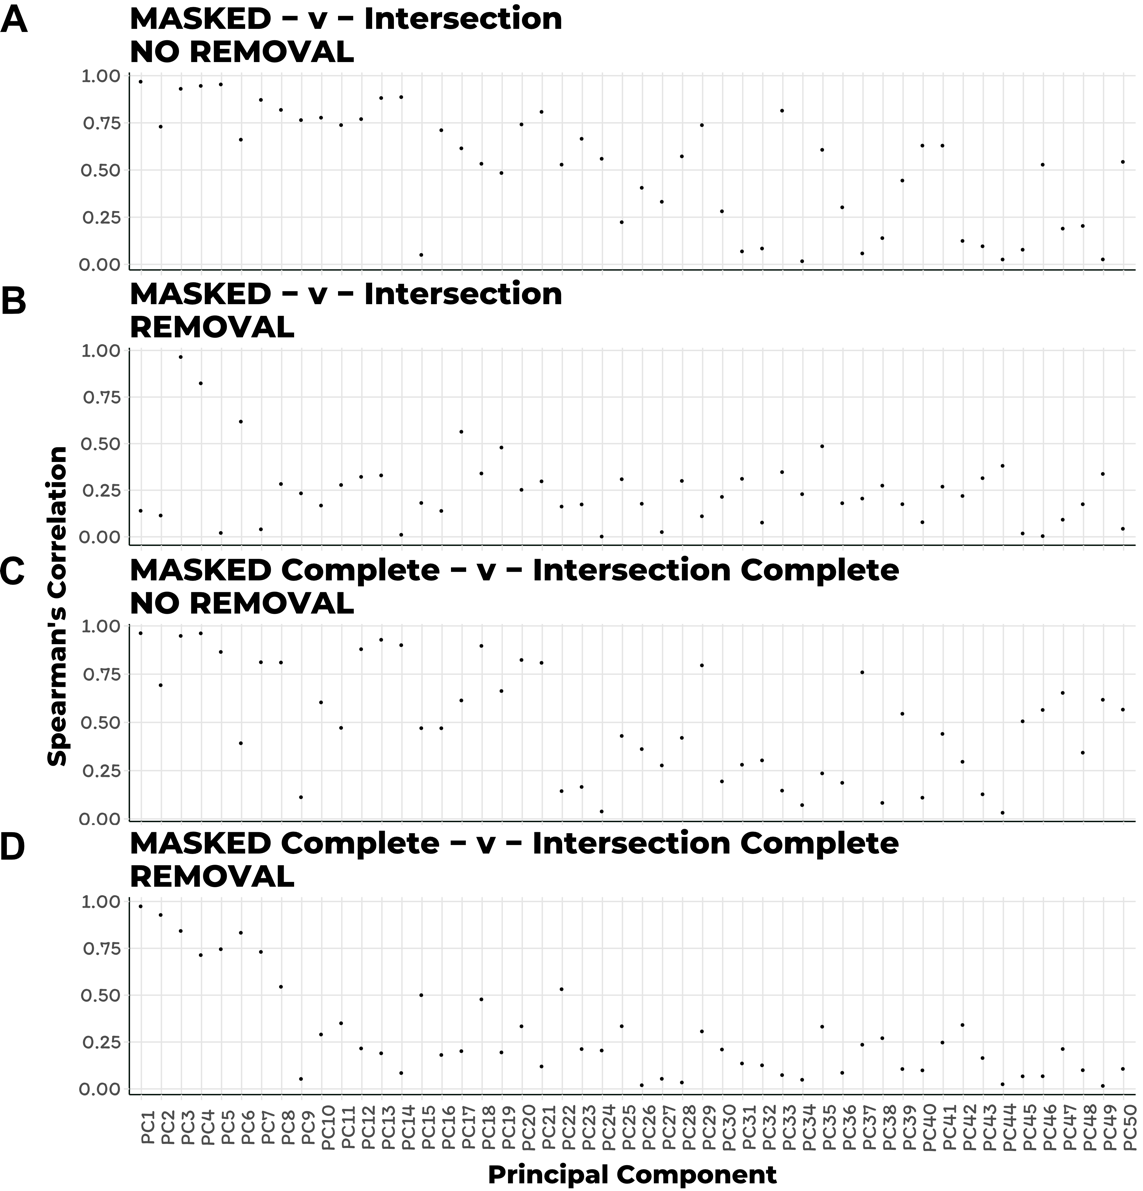 A
MASKED – v – Intersection
NO REMOVAL
1.00
0.75
0.50
0.25
0.00
B
MASKED – v – Intersection
REMOVAL
1.00
0.75
0.50
0.25
0.00
Spearman's Correlation
C
MASKED Complete – v – Intersection Complete
NO REMOVAL
1.00
0.75
0.50
0.25
0.00
D
MASKED Complete – v – Intersection Complete
REMOVAL
1.00
0.75
0.50
0.25
0.00
PC1
PC2
PC3
PC4
PC5
PC6
PC7
PC8
PC9
PC10
PC11
PC12
PC13
PC14
PC15
PC16
PC17
PC18
PC19
PC20
PC21
PC22
PC23
PC24
PC25
PC26
PC27
PC28
PC29
PC30
PC31
PC32
PC33
PC34
PC35
PC36
PC37
PC38
PC39
PC40
PC41
PC42
PC43
PC44
PC45
PC46
PC47
PC48
PC49
PC50
Principal Component